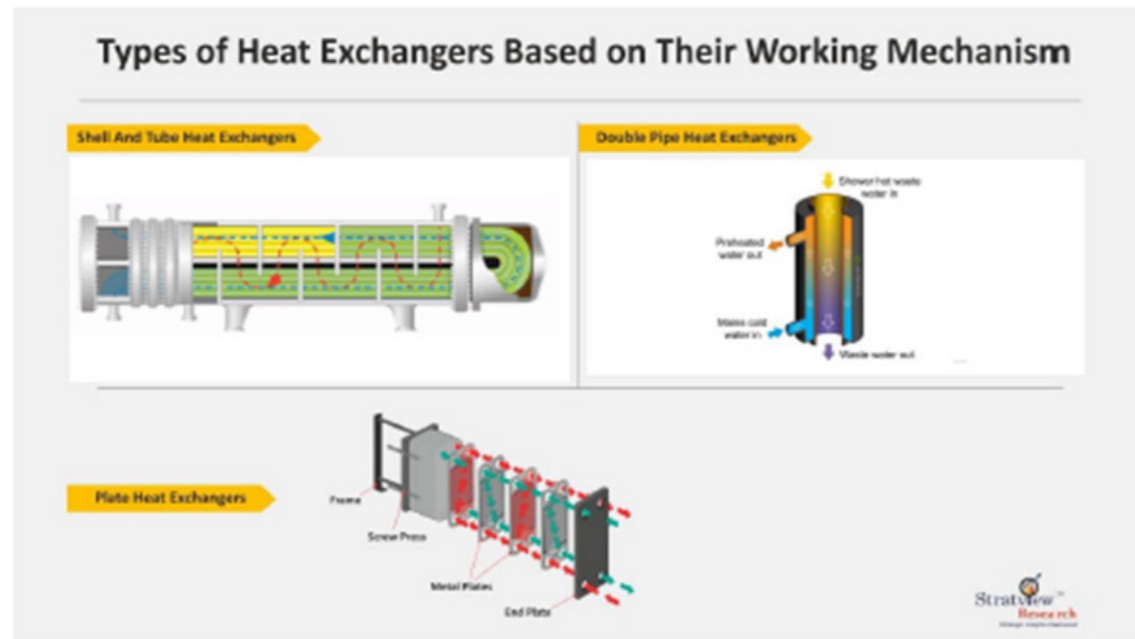 Types of Heat Exchangers Based on Their Working Mechanism
Shell And Tube Heat Exchangers
Double Pipe Heat Exchangers
Shower hot waste
water in
Preheated
water out
Mains cold
water in
Waste water out
Plate Heat Exchangers
Frame
Screw Press
Metal Plates
End Plate
Stratview™
Research